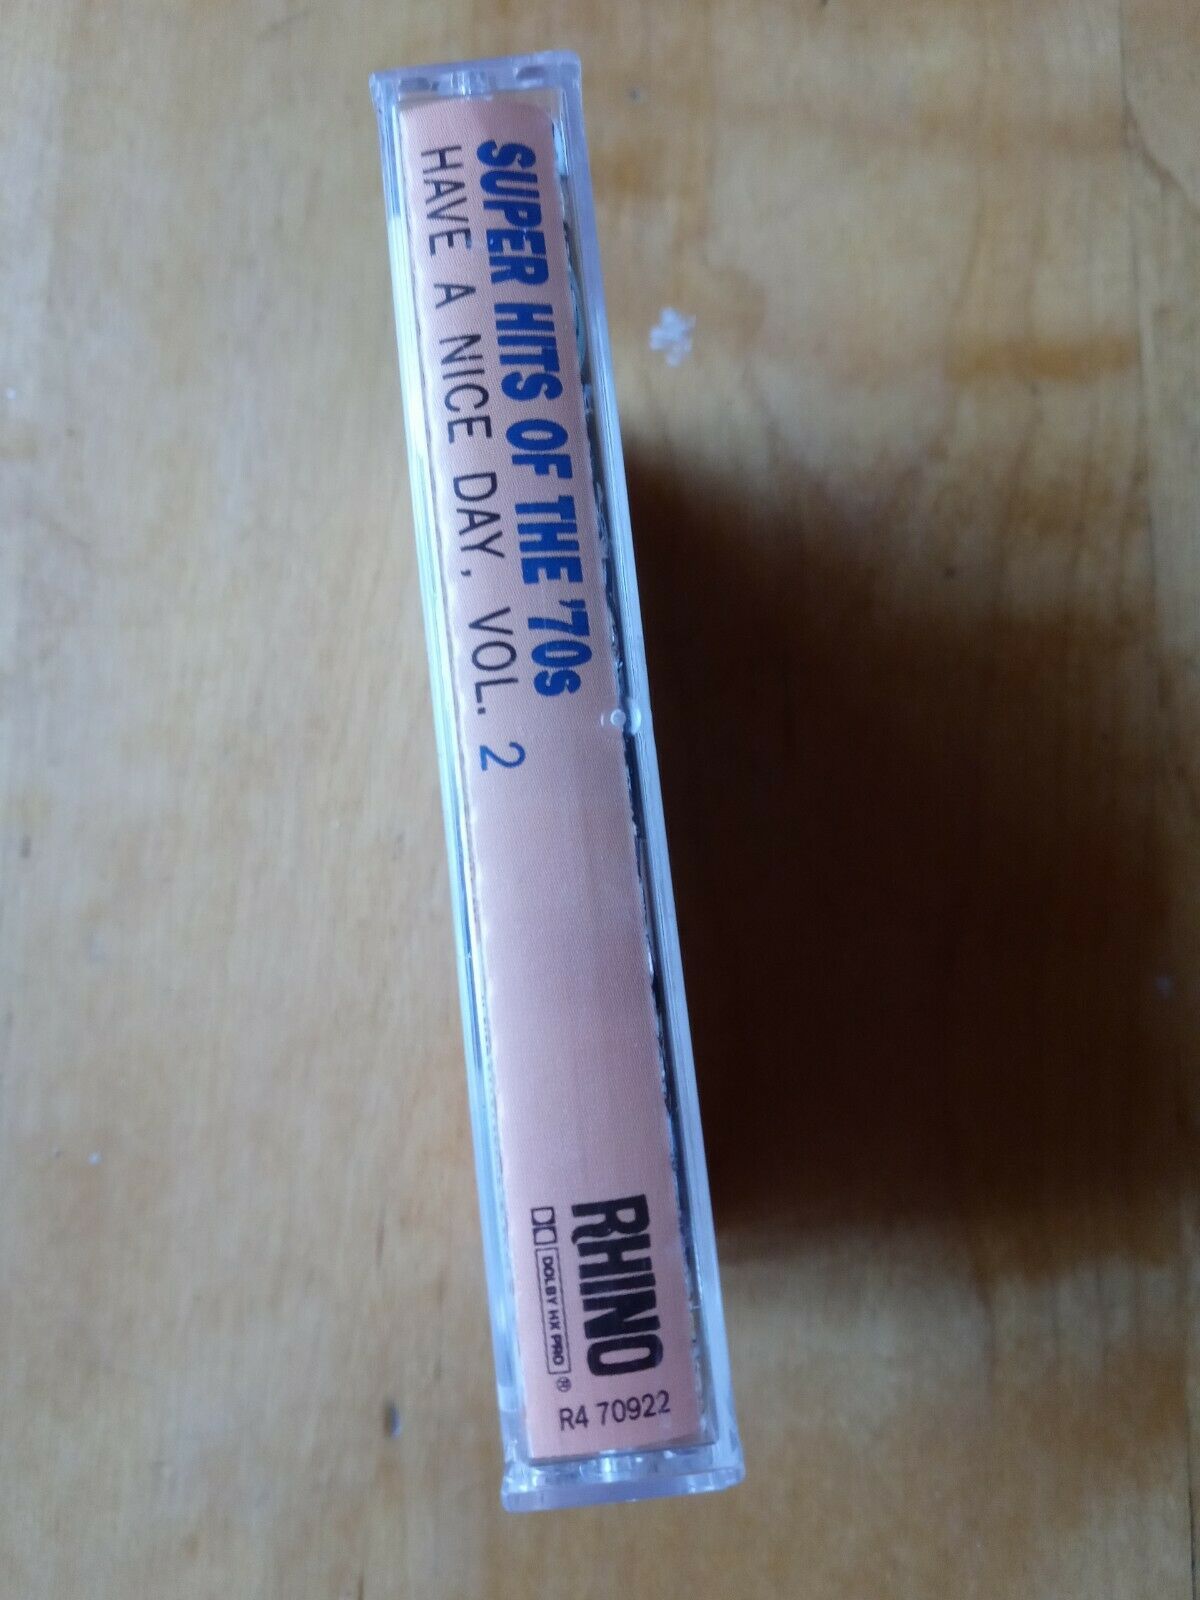 SUPER HITS OF THE '70s
HAVE A NICE DAY, VOL. 2
RHINO
DOLBY HX PRO ®
R4 70922